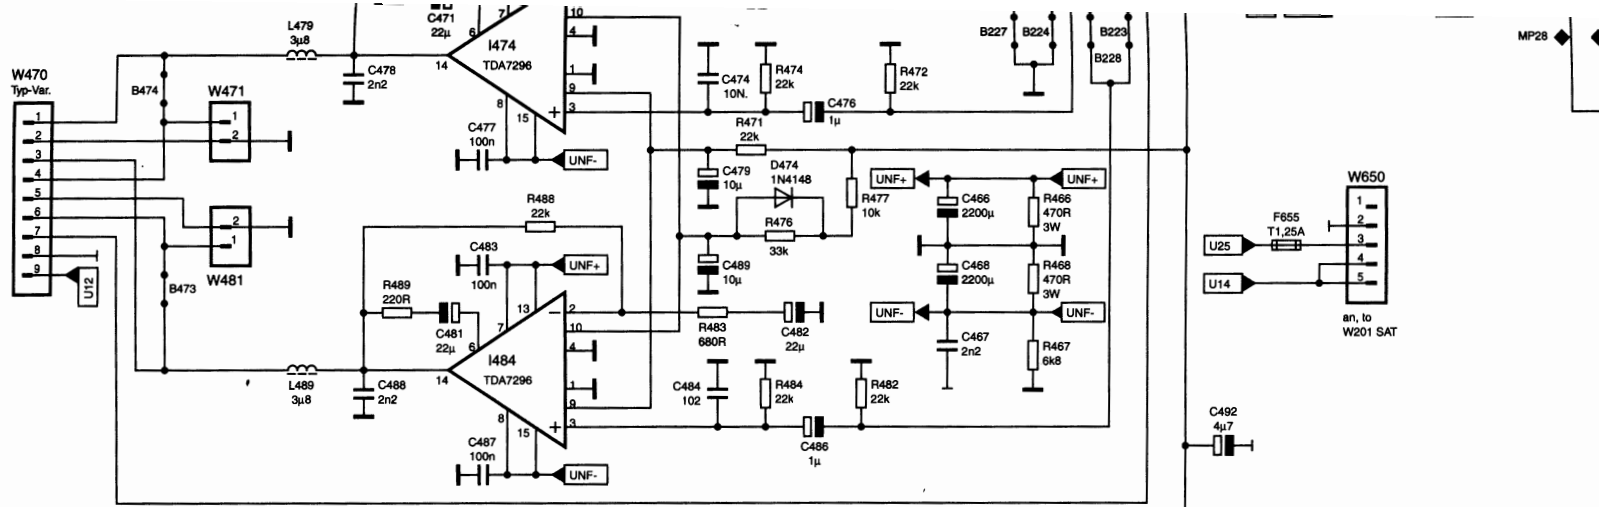 L479
3µ8
C471
22µ
7
6
10
4
1
9
3
I474
TDA7296
14
8
15
+
C478
2n2
C477
100n
UNF-
W470
Typ-Var.
1
2
3
4
5
6
7
8
9
U12
B474
W471
1
2
2
1
W481
B473
C474
10N.
R474
22k
R472
22k
C476
1µ
R471
22k
B227
B224
B223
B228
MP28
C479
10µ
D474
1N4148
R477
10k
R476
33k
C489
10µ
UNF+
UNF+
C466
2200µ
R466
470R
3W
C468
2200µ
R468
470R
3W
UNF-
UNF-
C467
2n2
R467
6k8
W650
1
2
3
4
5
F655
T1,25A
U25
U14
an, to
W201 SAT
R488
22k
C483
100n
UNF+
R489
220R
C481
22µ
13
7
6
−
2
10
4
1
9
3
+
I484
TDA7296
14
8
15
R483
680R
C482
22µ
L489
3µ8
C488
2n2
C484
102
R484
22k
R482
22k
C486
1µ
C487
100n
UNF-
C492
4µ7